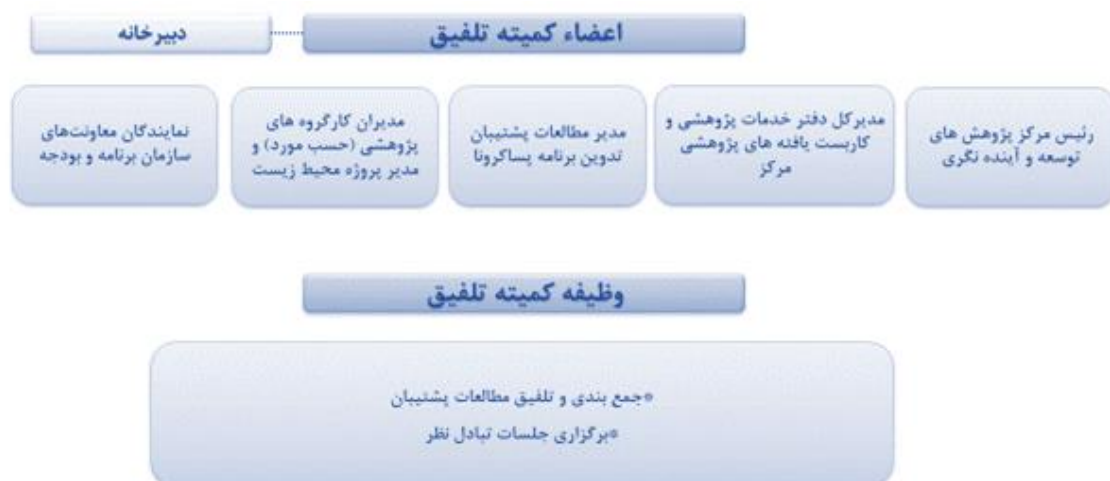 اعضاء کمیته تلفیق
دبیرخانه
رئیس مرکز پژوهش های
توسعه و آینده نگری
مدیرکل دفتر خدمات پژوهشی و
کاربست یافته های پژوهشی
مرکز
مدیر مطالعات پشتیبان
تدوین برنامه پساکرونا
مدیران کارگروه های
پژوهشی (حسب مورد) و
مدیر پروژه محیط زیست
نمایندگان معاونت‌های
سازمان برنامه و بودجه
وظیفه کمیته تلفیق
*جمع بندی و تلفیق مطالعات پشتیبان
*برگزاری جلسات تبادل نظر